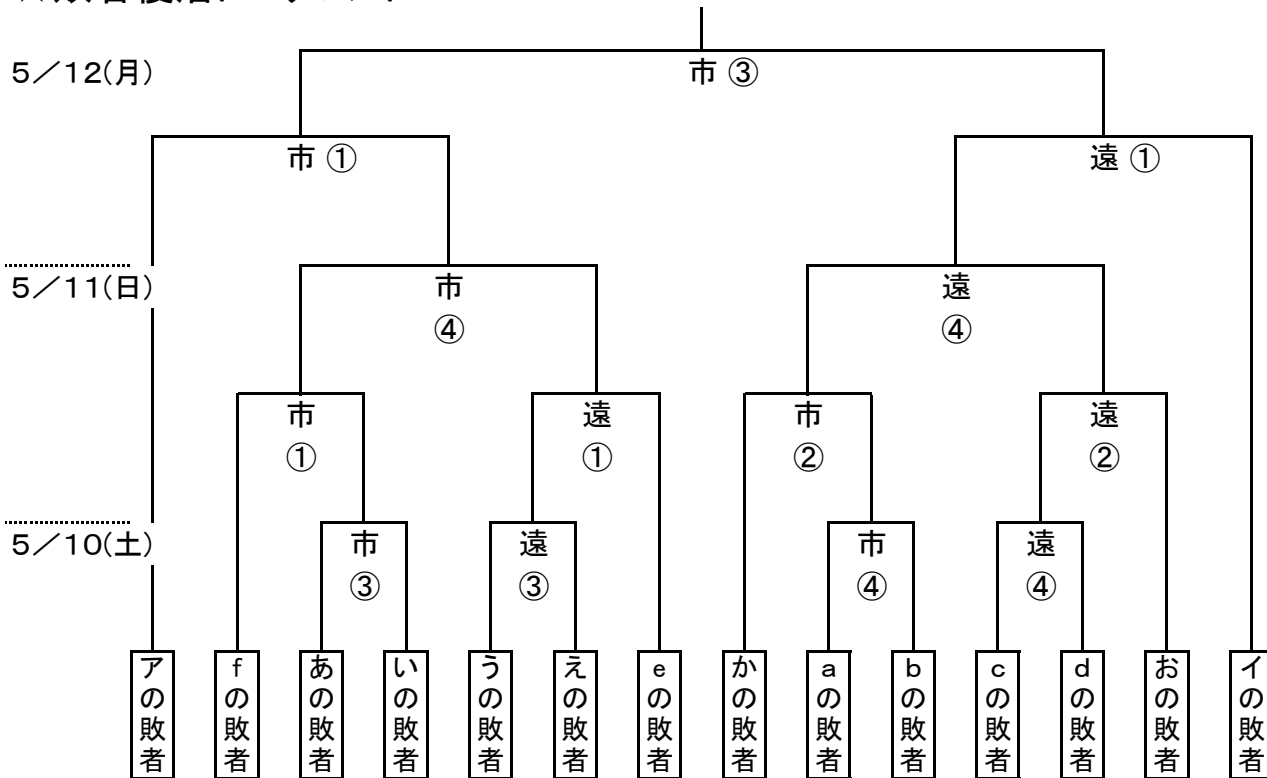 5／12(月)
市 ③
市 ①
遠 ①
5／11(日)
市
④
遠
④
市
①
遠
①
市
②
遠
②
5／10(土)
市
③
遠
③
市
④
遠
④
アの敗者
fの敗者
あの敗者
いの敗者
うの敗者
えの敗者
eの敗者
かの敗者
aの敗者
bの敗者
cの敗者
dの敗者
おの敗者
イの敗者